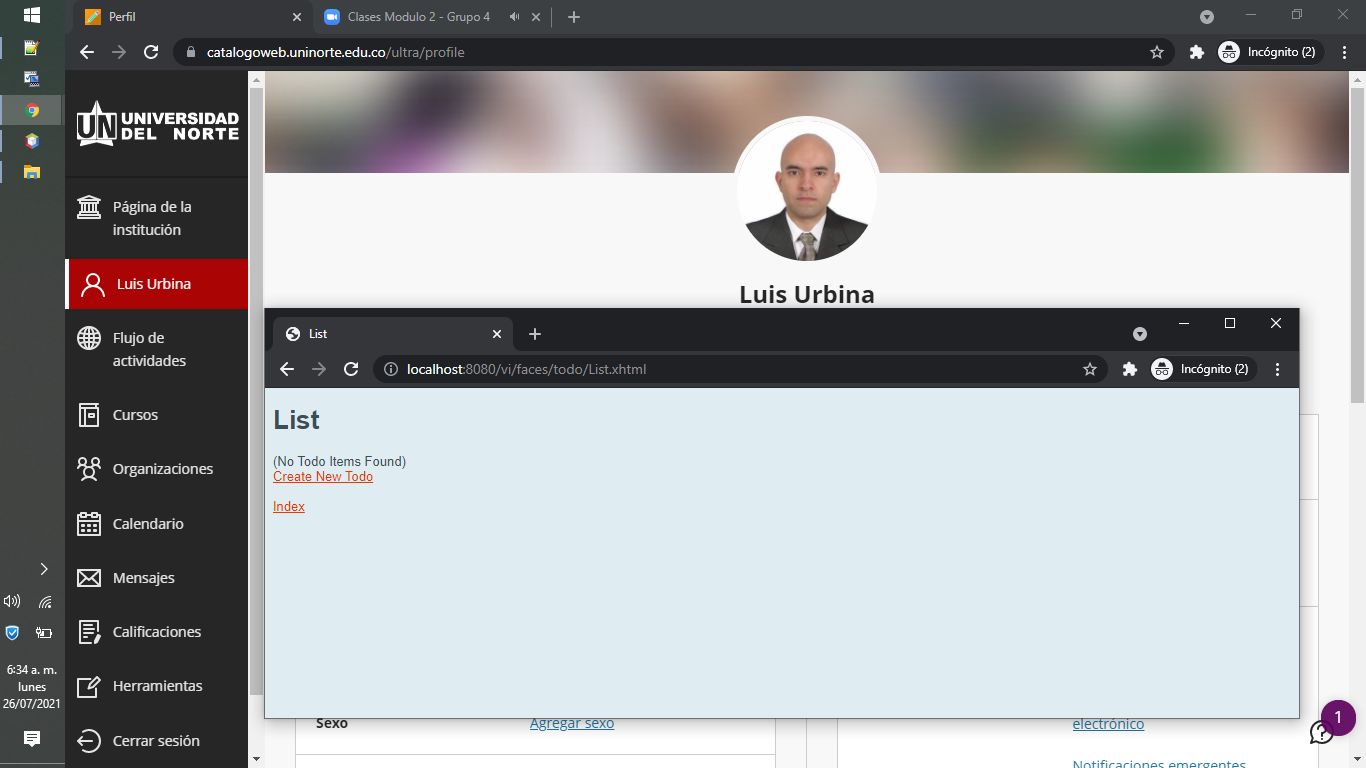 Perfil
Clases Modulo 2 - Grupo 4
catalogoweb.uninorte.edu.co/ultra/profile
Incógnito (2)
UN UNIVERSIDAD
DEL NORTE
Página de la
institución
Luis Urbina
Flujo de
actividades
Cursos
Organizaciones
Calendario
Mensajes
Calificaciones
Herramientas
Cerrar sesión
Luis Urbina
List
localhost:8080/vi/faces/todo/List.xhtml
Incógnito (2)
List
(No Todo Items Found)
Create New Todo
Index
Sexo
Agregar sexo
electrónico
Notificaciones emergentes
1
6:34 a. m.
lunes
26/07/2021